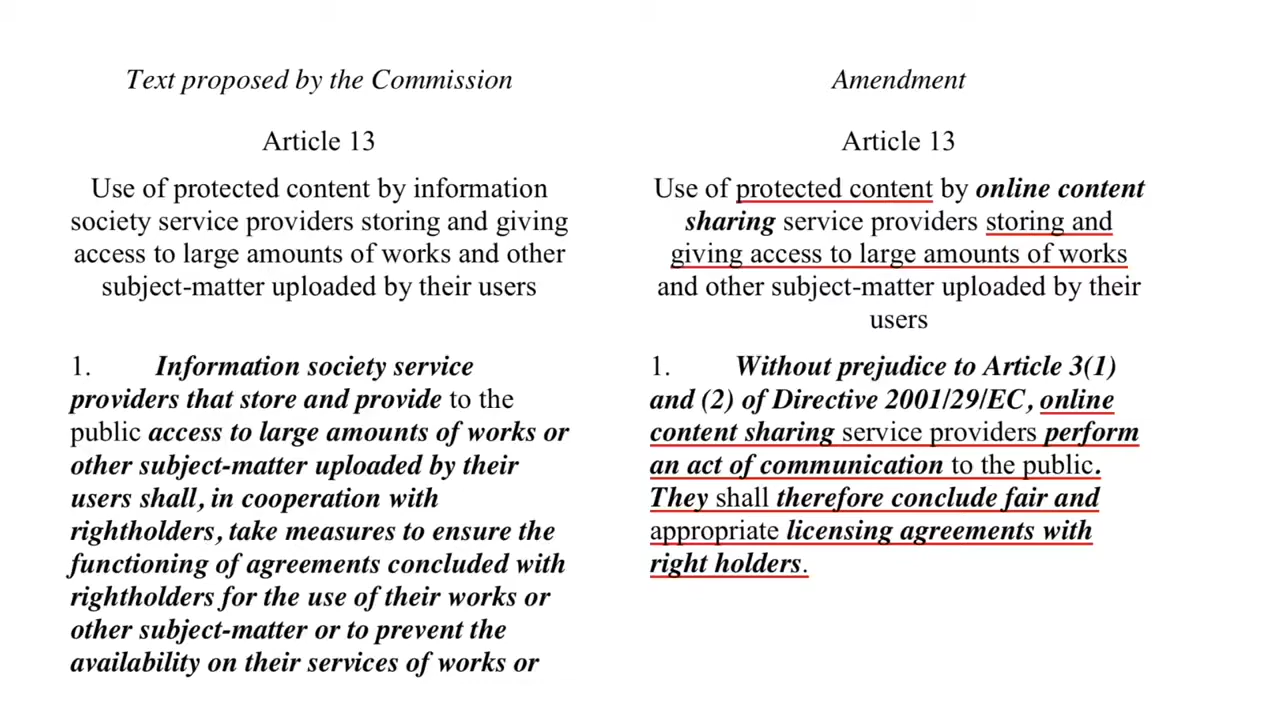 Text proposed by the Commission
Article 13
Use of protected content by information
society service providers storing and giving
access to large amounts of works and other
subject-matter uploaded by their users
1. Information society service
providers that store and provide to the
public access to large amounts of works or
other subject-matter uploaded by their
users shall, in cooperation with
rightholders, take measures to ensure the
functioning of agreements concluded with
rightholders for the use of their works or
other subject-matter or to prevent the
availability on their services of works or
Amendment
Article 13
Use of protected content by online content
sharing service providers storing and
giving access to large amounts of works
and other subject-matter uploaded by their
users
1. Without prejudice to Article 3(1)
and (2) of Directive 2001/29/EC, online
content sharing service providers perform
an act of communication to the public.
They shall therefore conclude fair and
appropriate licensing agreements with
right holders.